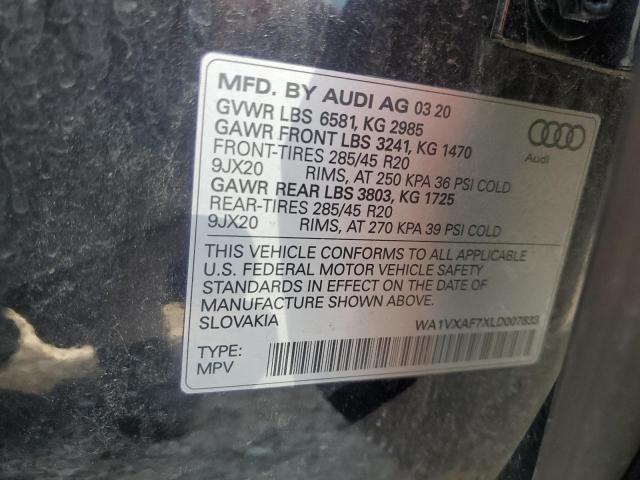 MFD. BY AUDI AG 03 20
GVWR LBS 6581, KG 2985
GAWR FRONT LBS 3241, KG 1470
FRONT-TIRES 285/45 R20
9JX20 RIMS, AT 250 KPA 36 PSI COLD
GAWR REAR LBS 3803, KG 1725
REAR-TIRES 285/45 R20
9JX20 RIMS, AT 270 KPA 39 PSI COLD
Audi
THIS VEHICLE CONFORMS TO ALL APPLICABLE
U.S. FEDERAL MOTOR VEHICLE SAFETY
STANDARDS IN EFFECT ON THE DATE OF
MANUFACTURE SHOWN ABOVE.
SLOVAKIA WA1VXAF7XLD007833
TYPE:
MPV